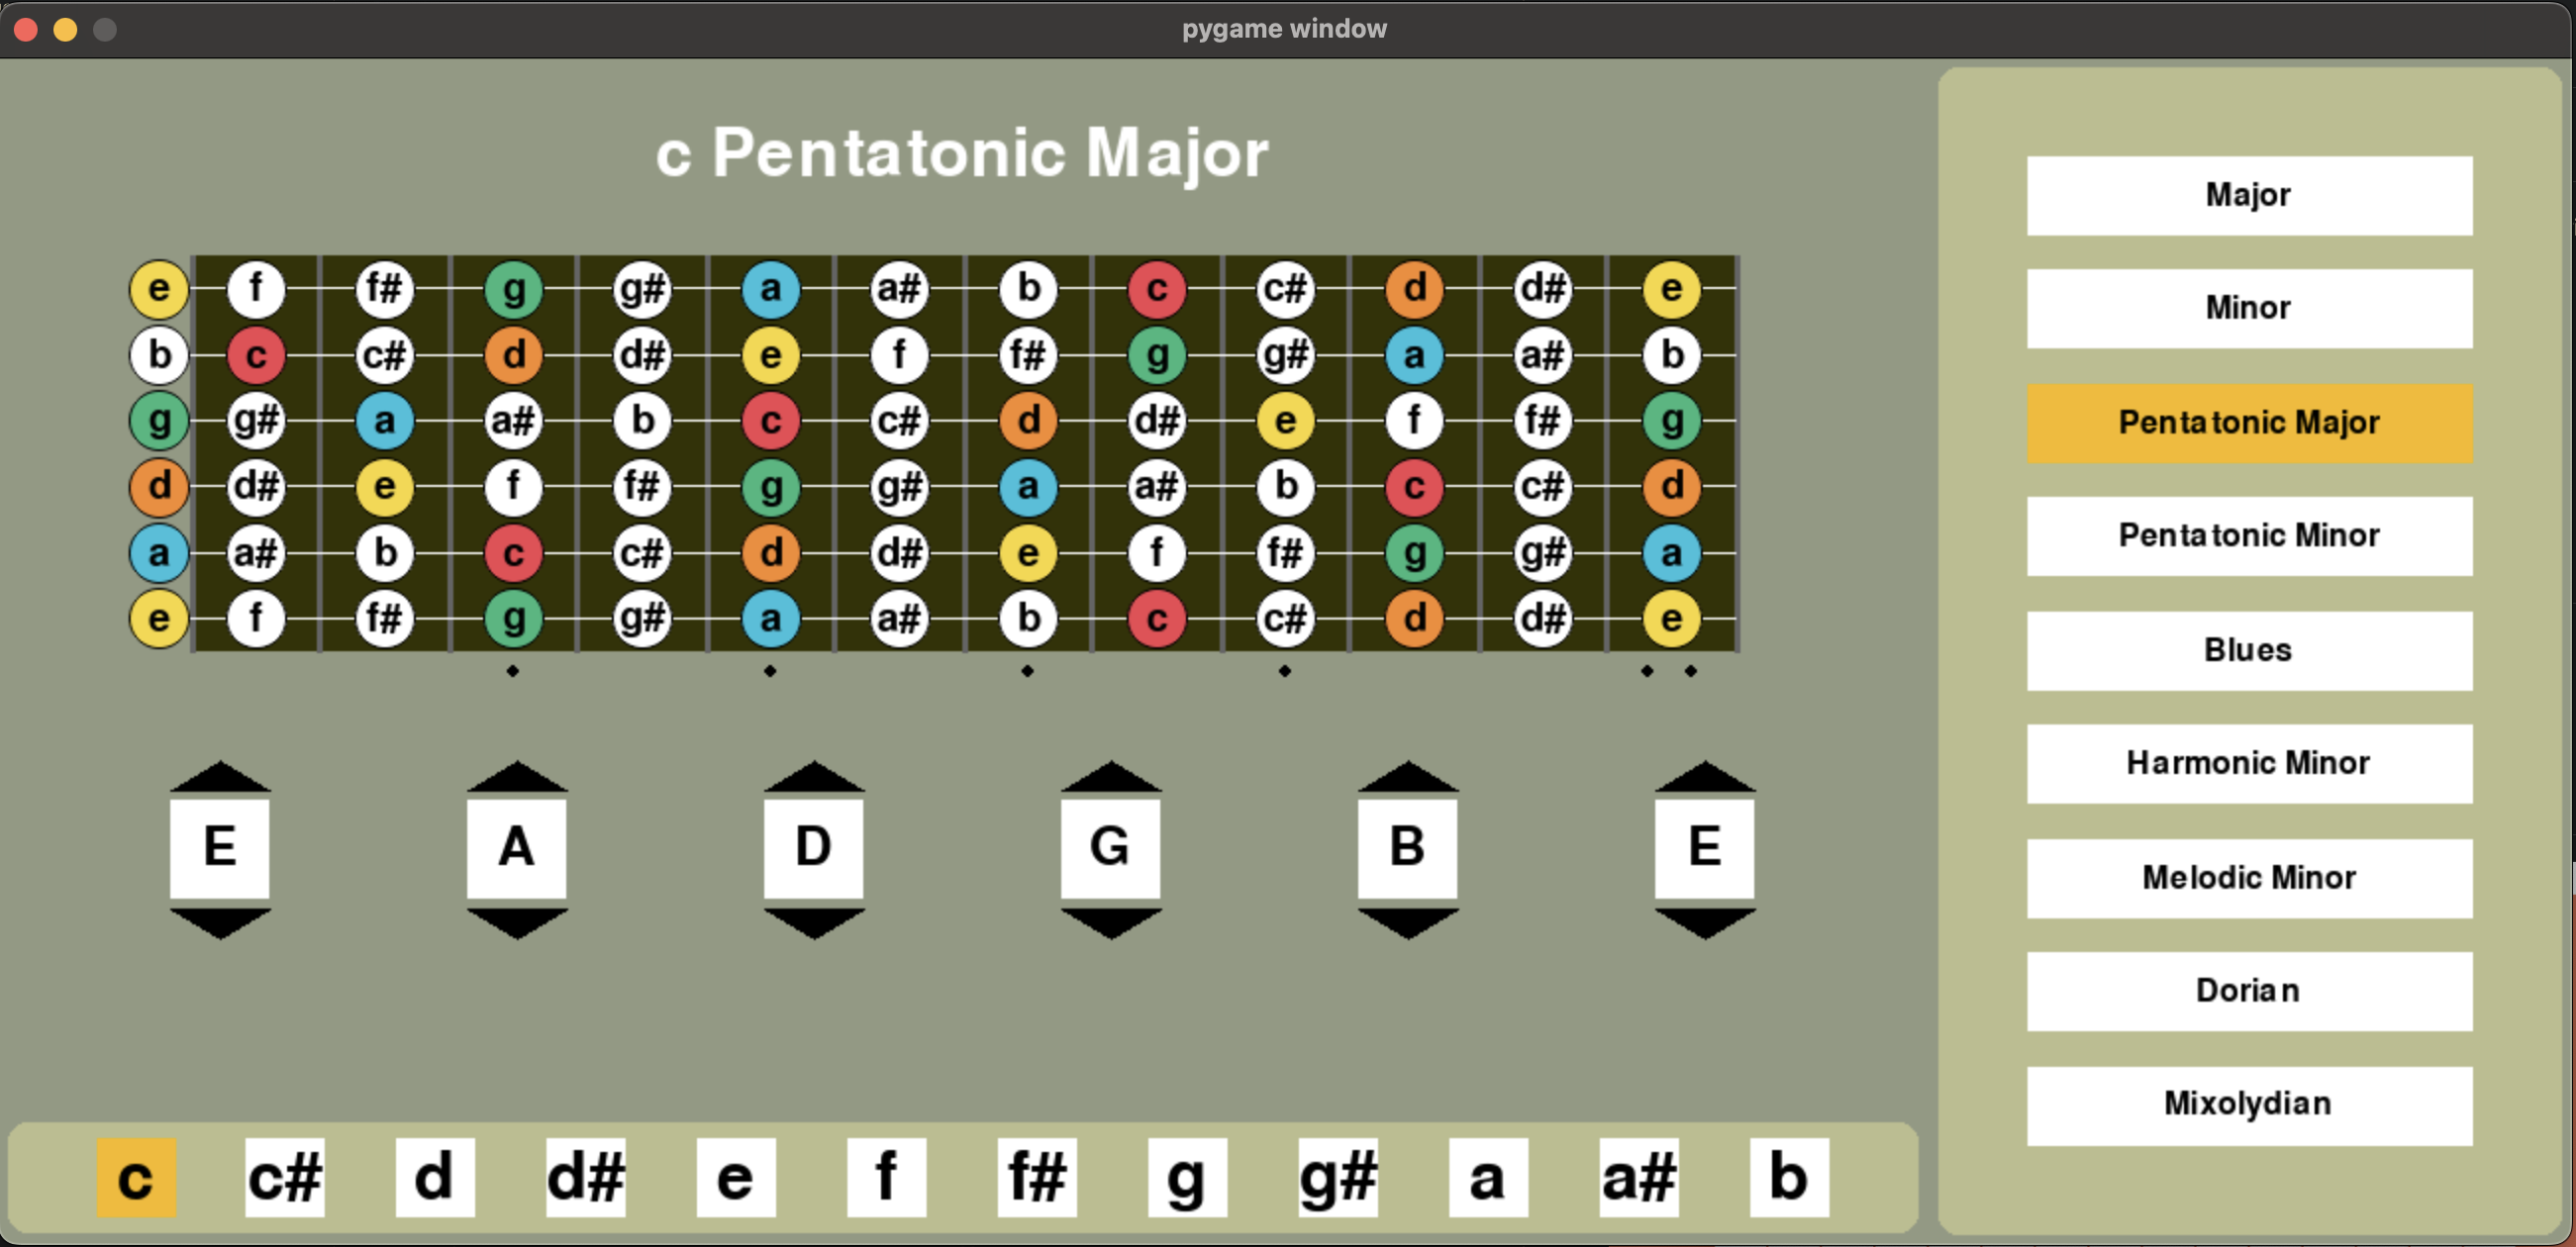 pygame window
c Pentatonic Major
e f f# g g# a a# b c c# d d# e
b c c# d d# e f f# g g# a a# b
g g# a a# b c c# d d# e f f# g
d d# e f f# g g# a a# b c c# d
a a# b c c# d d# e f f# g g# a
e f f# g g# a a# b c c# d d# e
E A D G B E
c c# d d# e f f# g g# a a# b
Major
Minor
Pentatonic Major
Pentatonic Minor
Blues
Harmonic Minor
Melodic Minor
Dorian
Mixolydian